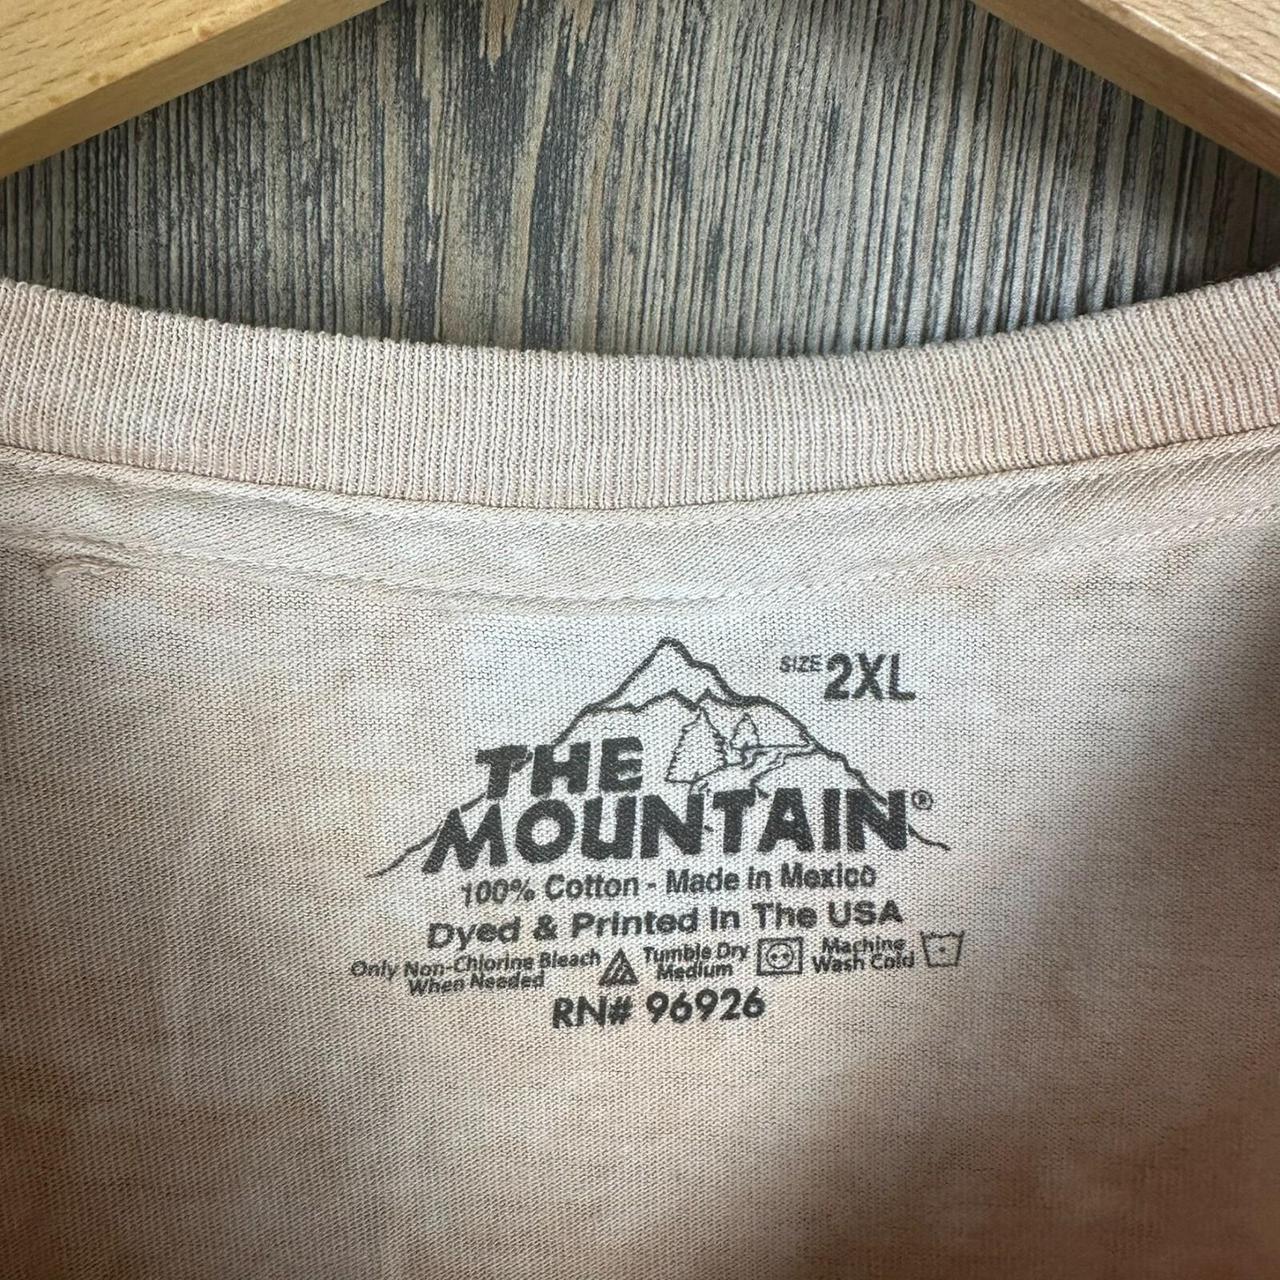 SIZE 2XL
THE
MOUNTAIN®
100% Cotton - Made in Mexico
Dyed & Printed In The USA
Only Non-Chlorine Bleach
When Needed
Tumble Dry
Medium
Machine
Wash Cold
RN# 96926